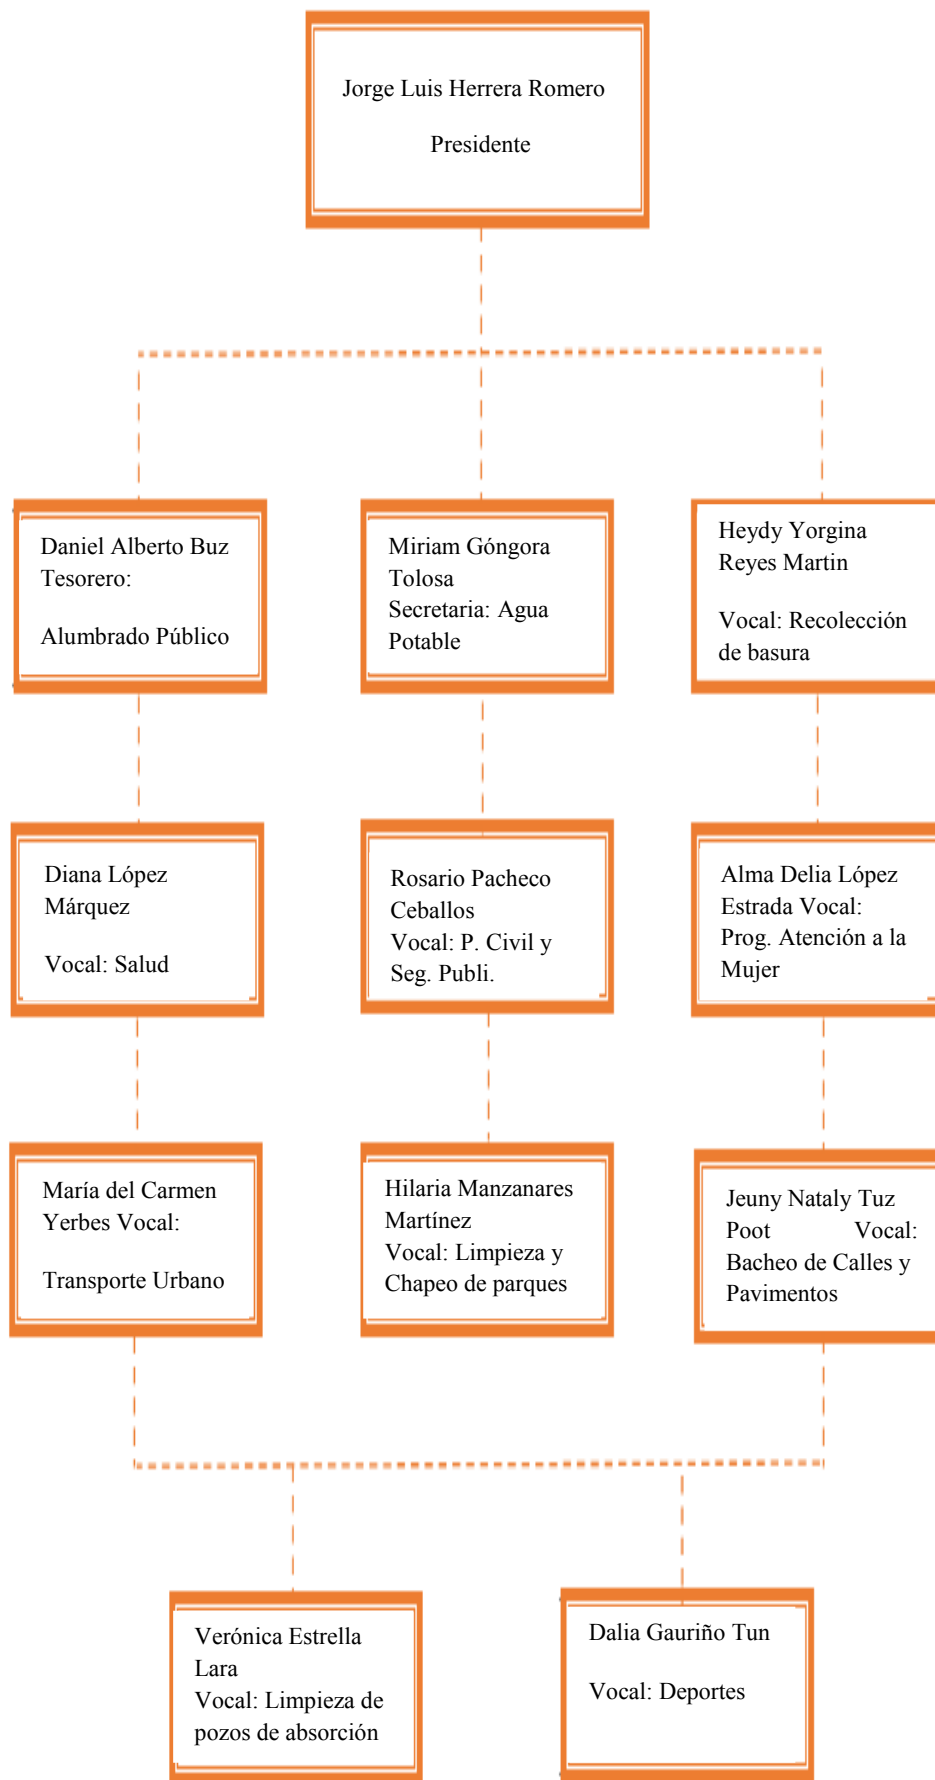 Jorge Luis Herrera Romero
Presidente
Daniel Alberto Buz
Tesorero:
Alumbrado Público
Miriam Góngora
Tolosa
Secretaria: Agua
Potable
Heydy Yorgina
Reyes Martin
Vocal: Recolección
de basura
Diana López
Márquez
Vocal: Salud
Rosario Pacheco
Ceballos
Vocal: P. Civil y
Seg. Publi.
Alma Delia López
Estrada Vocal:
Prog. Atención a la
Mujer
María del Carmen
Yerbes Vocal:
Transporte Urbano
Hilaria Manzanares
Martínez
Vocal: Limpieza y
Chapeo de parques
Jeuny Nataly Tuz
Poot Vocal:
Bacheo de Calles y
Pavimentos
Verónica Estrella
Lara
Vocal: Limpieza de
pozos de absorción
Dalia Gauriño Tun
Vocal: Deportes